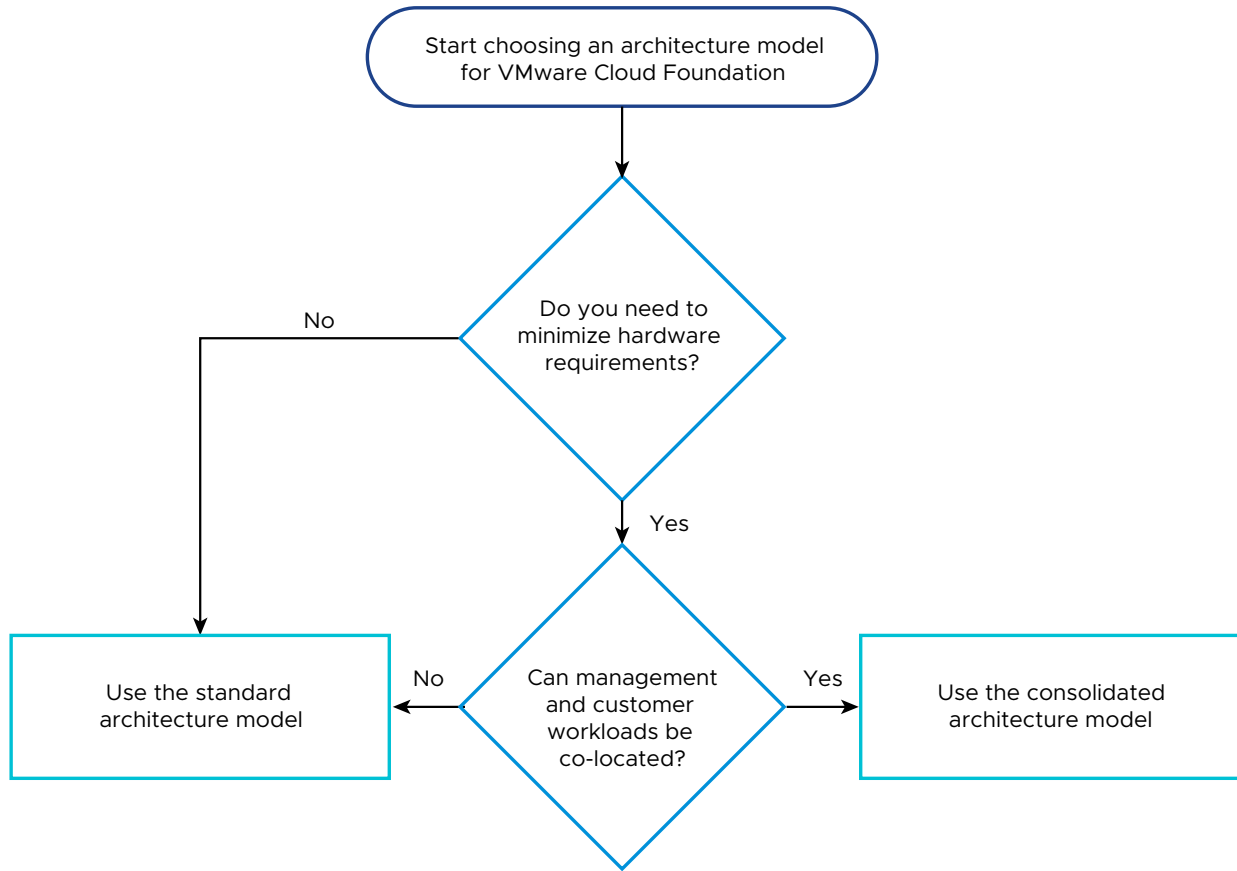 Start choosing an architecture model
for VMware Cloud Foundation
Do you need to
minimize hardware
requirements?
No
Yes
Can management
and customer
workloads be
co-located?
No
Yes
Use the standard
architecture model
Use the consolidated
architecture model